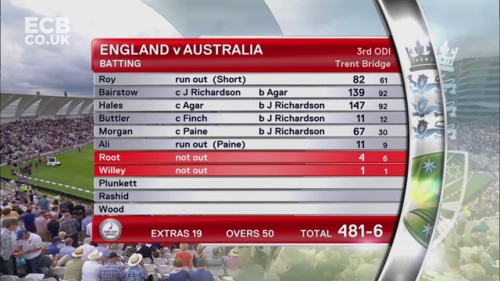 ECB
CO.UK
ENGLAND v AUSTRALIA 3rd ODI
BATTING Trent Bridge
Roy run out (Short) 82 61
Bairstow c J Richardson b Agar 139 92
Hales c Agar b J Richardson 147 92
Buttler c Finch b J Richardson 11 12
Morgan c Paine b J Richardson 67 30
Ali run out (Paine) 11 9
Root not out 4 6
Willey not out 1 1
Plunkett
Rashid
Wood
EXTRAS 19 OVERS 50 TOTAL 481-6